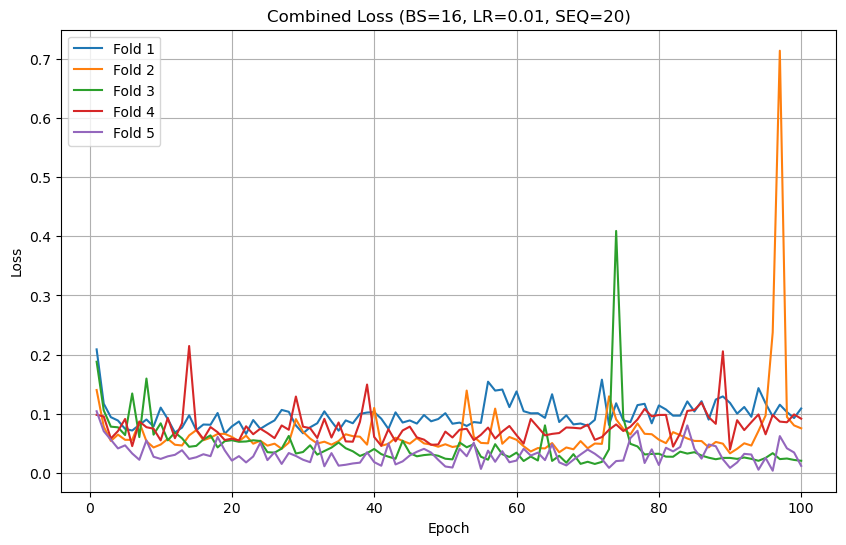 Combined Loss (BS=16, LR=0.01, SEQ=20)
Fold 1
Fold 2
Fold 3
Fold 4
Fold 5
Loss
0.7
0.6
0.5
0.4
0.3
0.2
0.1
0.0
0 20 40 60 80 100
Epoch